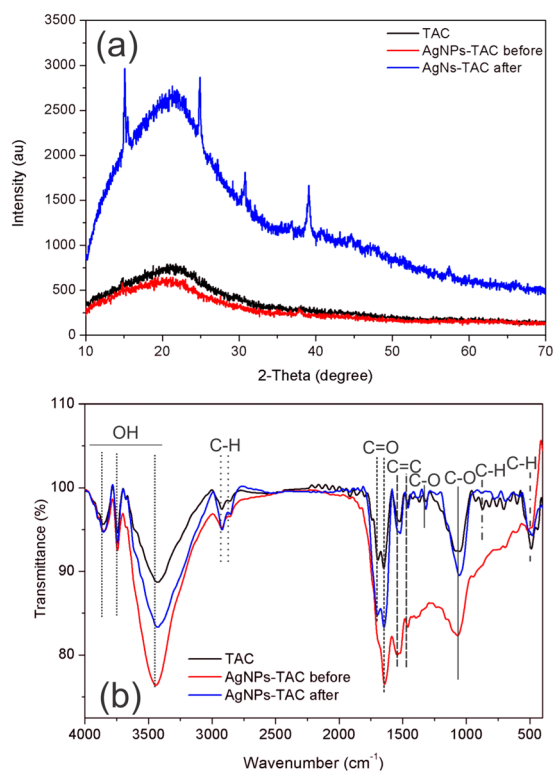 (a)
TAC
AgNPs-TAC before
AgNs-TAC after
3500
3000
2500
2000
1500
1000
500
0
Intensity (au)
10 20 30 40 50 60 70
2-Theta (degree)
110
100
90
80
Transmittance (%)
OH
C-H
C=O
C=C
C-O
C-O
C-H
C-H
TAC
AgNPs-TAC before
AgNPs-TAC after
(b)
4000 3500 3000 2500 2000 1500 1000 500
Wavenumber (cm-1)